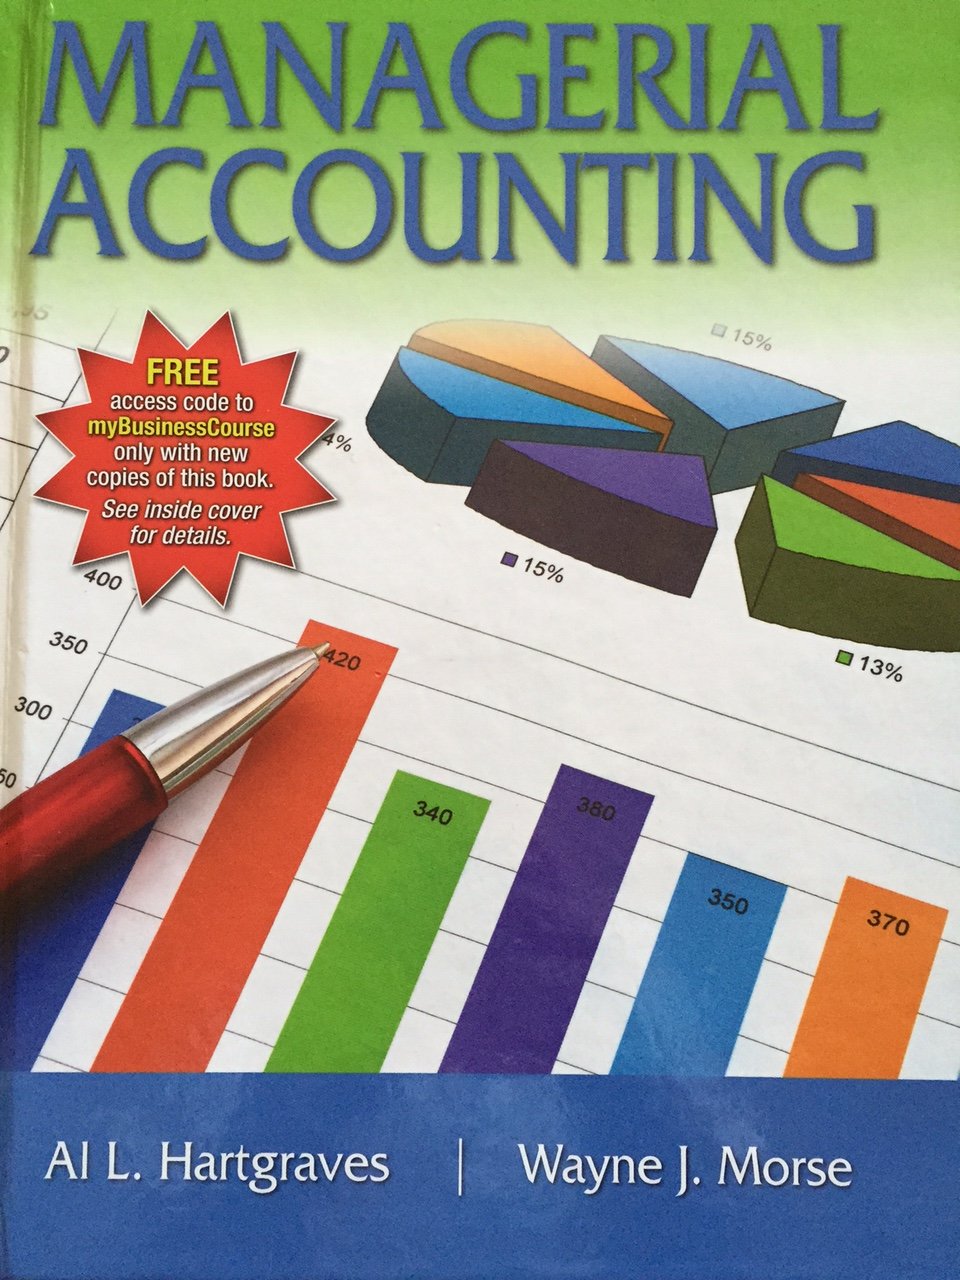 MANAGERIAL
ACCOUNTING
15%
FREE
access code to
myBusinessCourse
only with new
copies of this book.
See inside cover
for details.
4%
15%
13%
400
350
300
50
420
340
380
350
370
Al L. Hartgraves | Wayne J. Morse